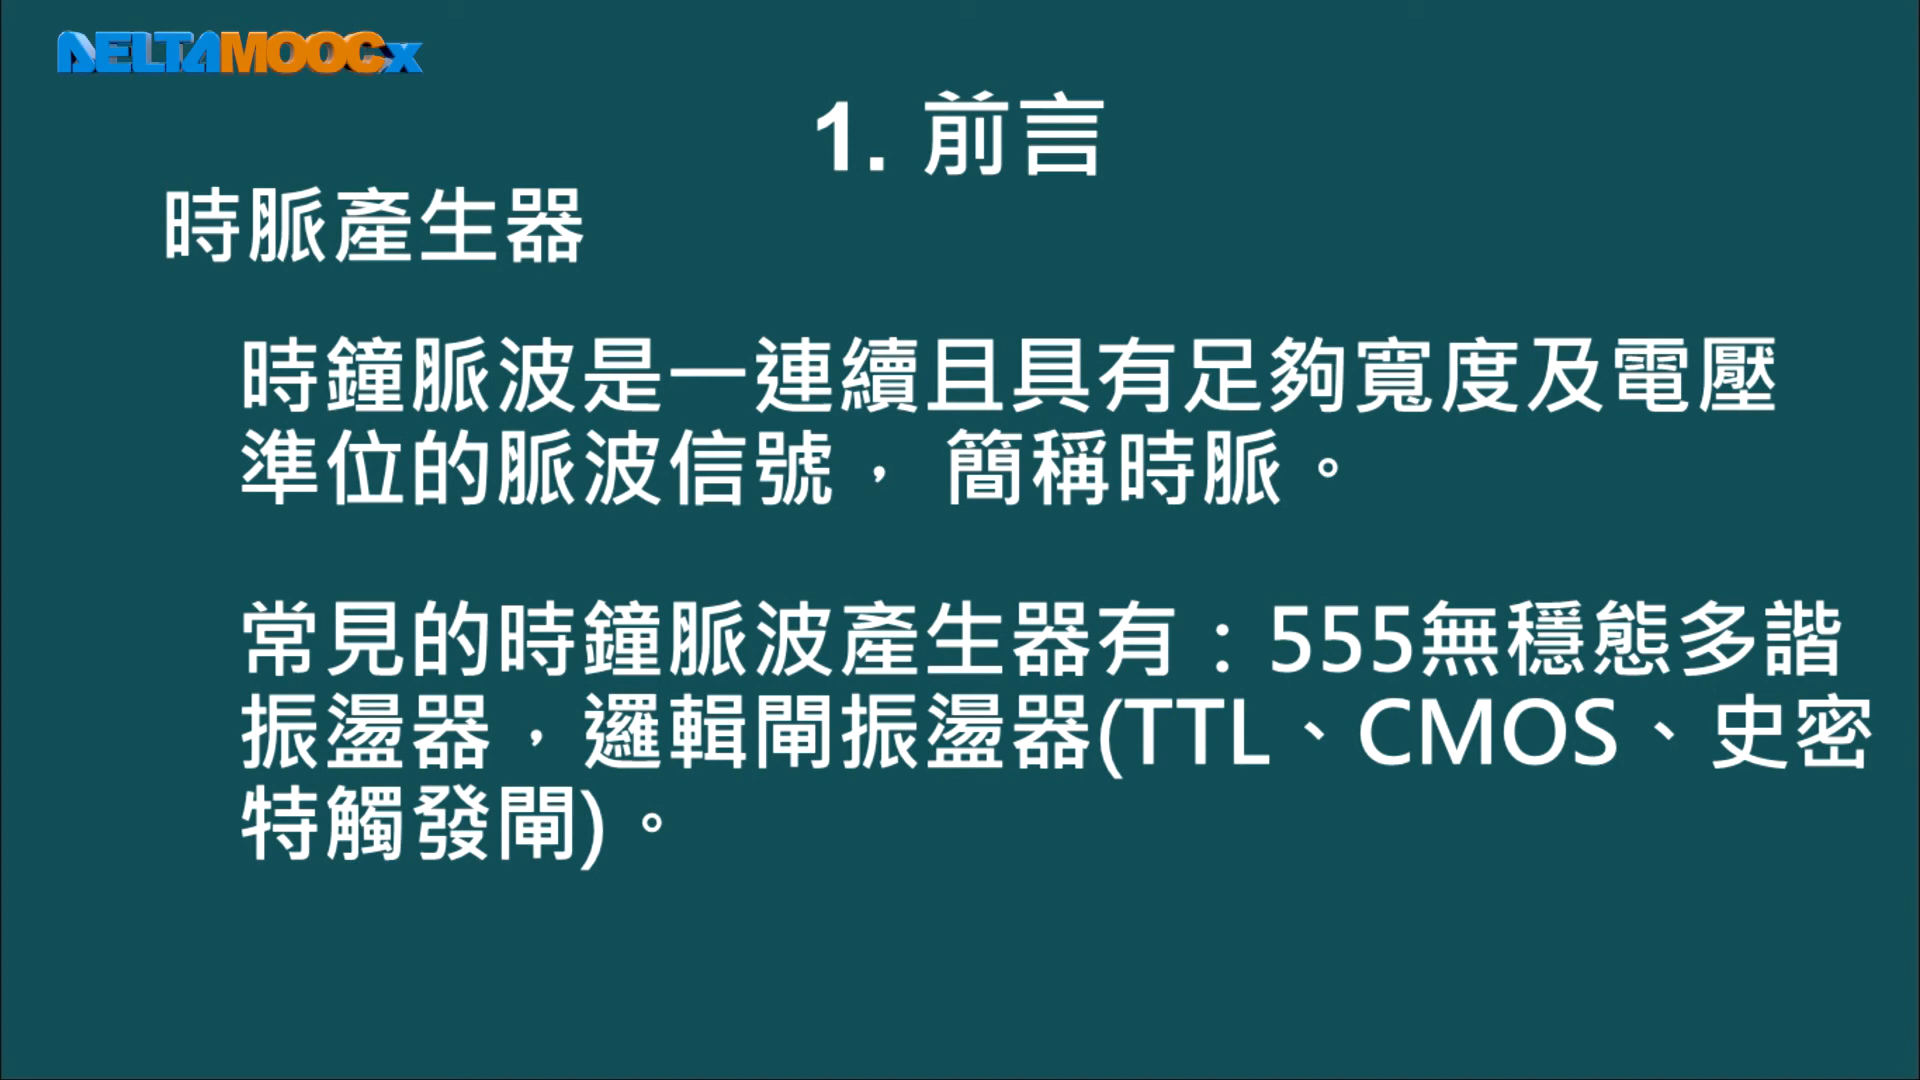 DELTAMOOCx
1. 前言
時脈產生器
時鐘脈波是一連續且具有足夠寬度及電壓
準位的脈波信號， 簡稱時脈。
常見的時鐘脈波產生器有：555無穩態多諧
振盪器，邏輯閘振盪器(TTL、CMOS、史密
特觸發閘)。